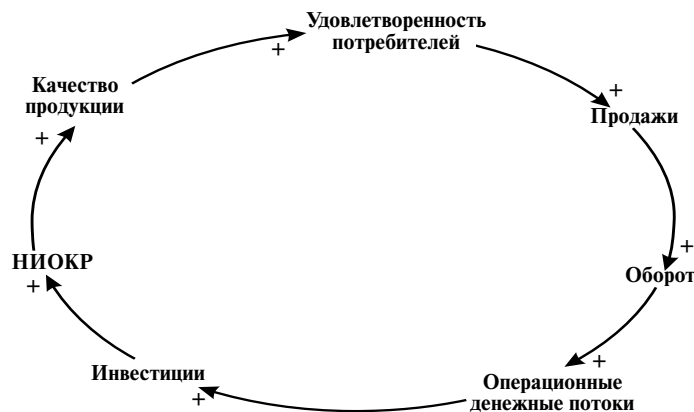 Удовлетворенность
потребителей
+
+
Качество
продукции
Продажи
+
+
НИОКР
Оборот
+
+
Инвестиции
Операционные
денежные потоки
+